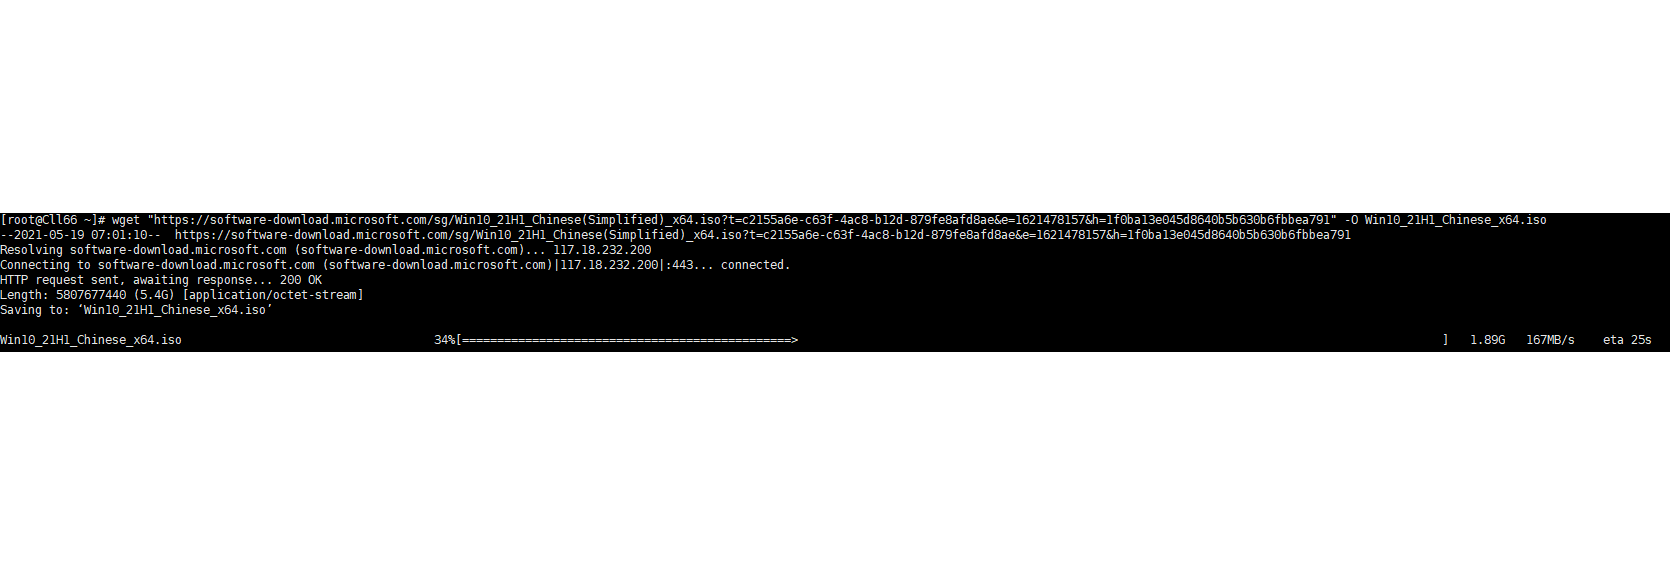 [root@Cll66 ~]# wget "https://software-download.microsoft.com/sg/Win10_21H1_Chinese(Simplified)_x64.iso?t=c2155a6e-c63f-4ac8-b12d-879fe8afd8ae&e=1621478157&h=1f0ba13e045d8640b5b630b6fbbea791" -O Win10_21H1_Chinese_x64.iso
--2021-05-19 07:01:10--  https://software-download.microsoft.com/sg/Win10_21H1_Chinese(Simplified)_x64.iso?t=c2155a6e-c63f-4ac8-b12d-879fe8afd8ae&e=1621478157&h=1f0ba13e045d8640b5b630b6fbbea791
Resolving software-download.microsoft.com (software-download.microsoft.com)... 117.18.232.200
Connecting to software-download.microsoft.com (software-download.microsoft.com)|117.18.232.200|:443... connected.
HTTP request sent, awaiting response... 200 OK
Length: 5807677440 (5.4G) [application/octet-stream]
Saving to: ‘Win10_21H1_Chinese_x64.iso’
Win10_21H1_Chinese_x64.iso 34%[===============================================> ] 1.89G 167MB/s eta 25s